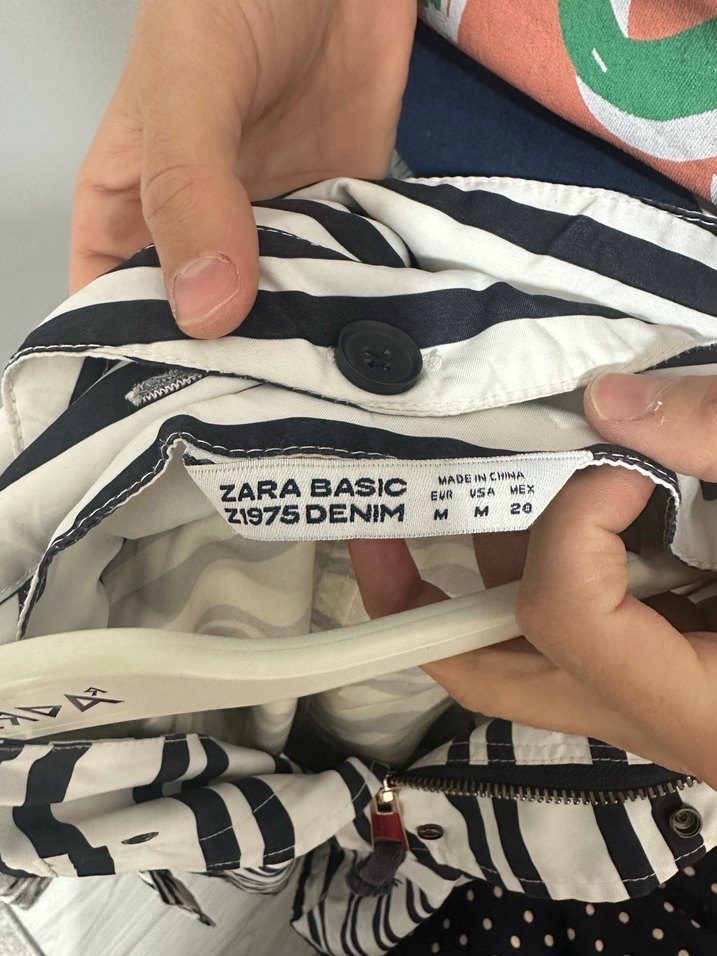 ZARA BASIC
Z1975 DENIM
MADE IN CHINA
EUR USA MEX
M M 28